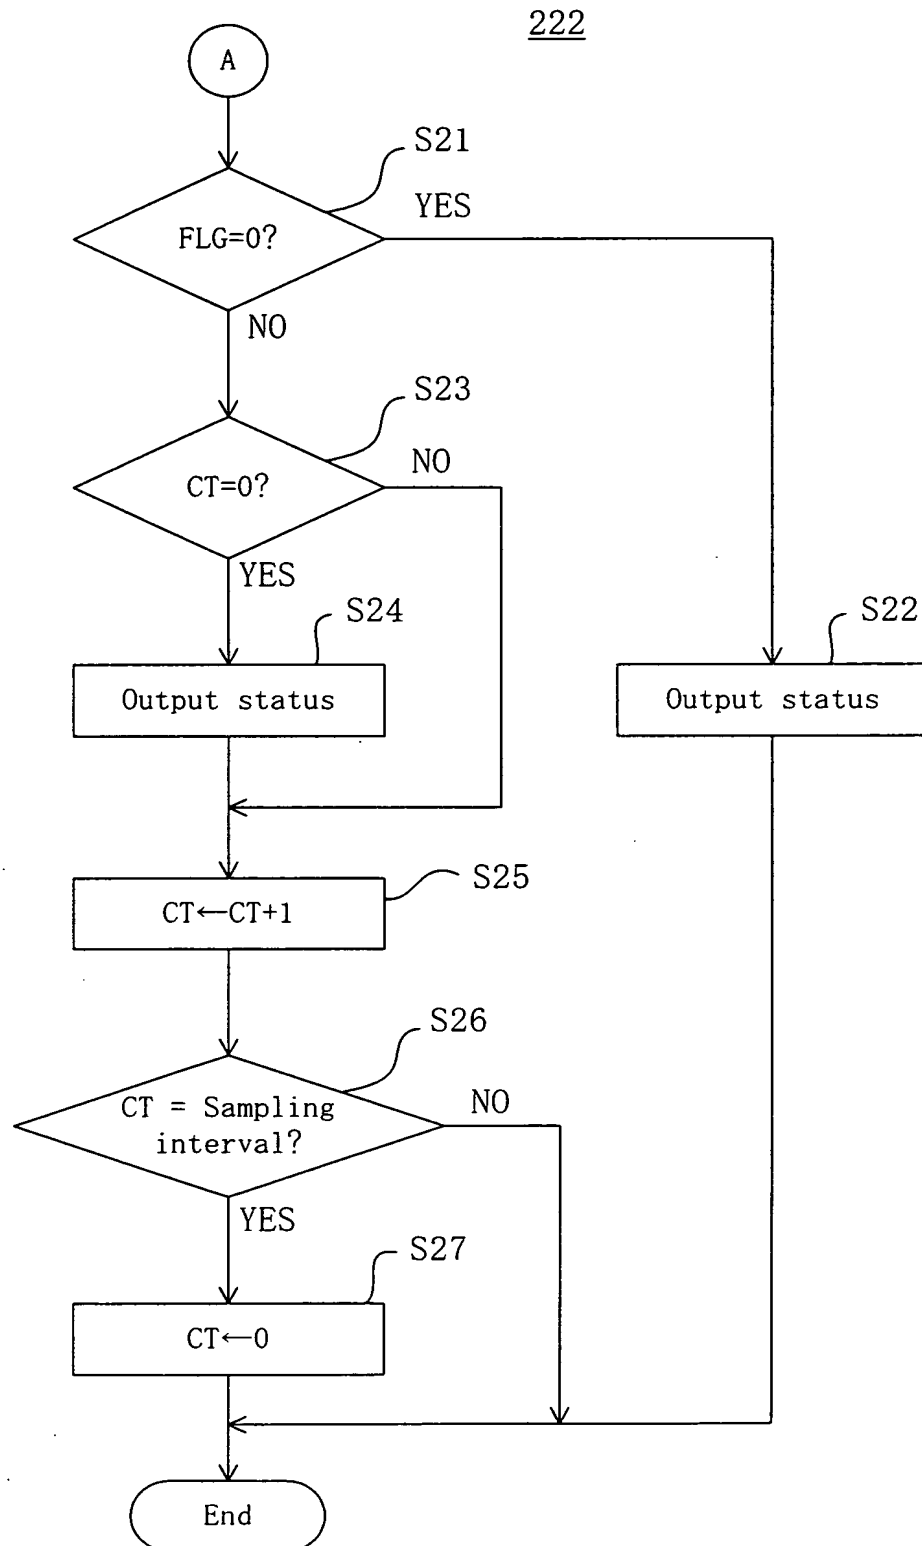 222
A
S21
FLG=0?
YES
NO
S23
CT=0?
NO
YES
S24
Output status
S22
Output status
S25
CT←CT+1
S26
CT = Sampling
interval?
NO
YES
S27
CT←0
End